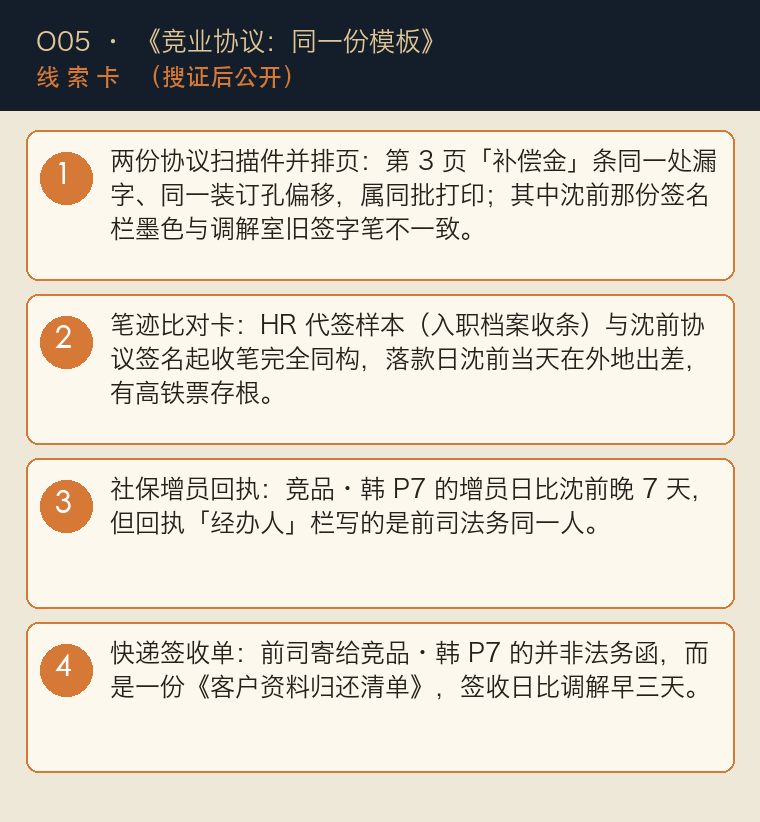 O05 · 《竞业协议：同一份模板》
线索卡 （搜证后公开）
1
两份协议扫描件并排页：第 3 页「补偿金」条同一处漏
字、同一装订孔偏移，属同批打印；其中沈前那份签名
栏墨色与调解室旧签字笔不一致。
2
笔迹比对卡：HR 代签样本（入职档案收条）与沈前协
议签名起收笔完全同构，落款日沈前当天在外地出差，
有高铁票存根。
3
社保增员回执：竞品・韩 P7 的增员日比沈前晚 7 天，
但回执「经办人」栏写的是前司法务同一人。
4
快递签收单：前司寄给竞品・韩 P7 的并非法务函，而
是一份《客户资料归还清单》，签收日比调解早三天。